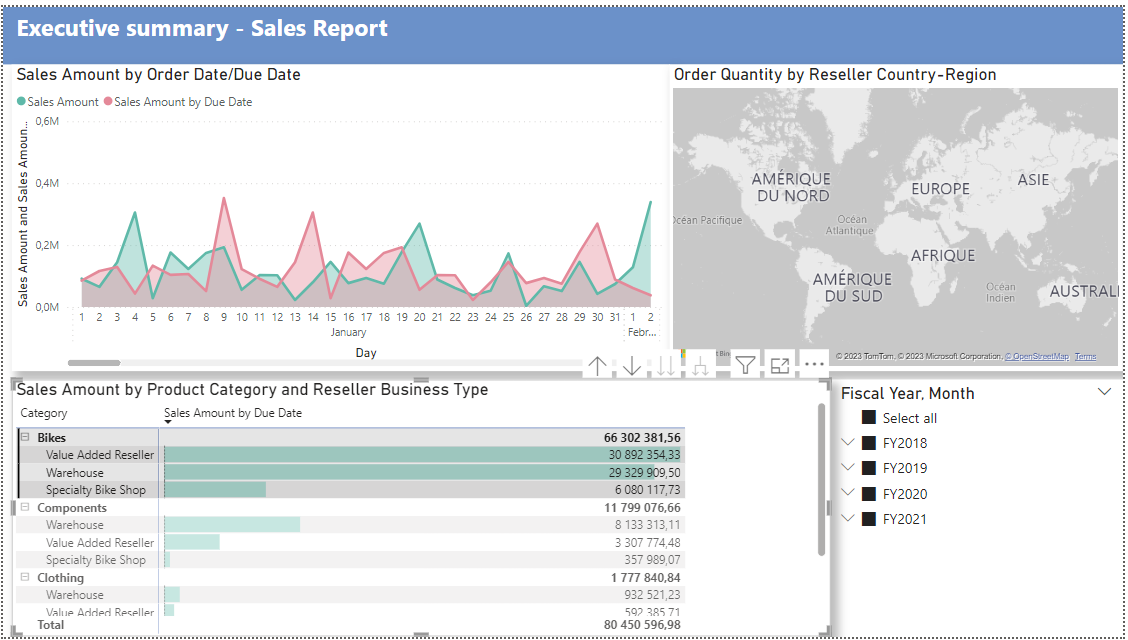 Executive summary - Sales Report
Sales Amount by Order Date/Due Date
Sales Amount Sales Amount by Due Date
Sales Amount and Sales Amoun...
0,6M
0,4M
0,2M
0,0M
1 2 3 4 5 6 7 8 9 10 11 12 13 14 15 16 17 18 19 20 21 22 23 24 25 26 27 28 29 30 31 1 2
January Febr...
Day
Order Quantity by Reseller Country-Region
AMÉRIQUE
DU NORD
EUROPE
ASIE
Océan Pacifique
Océan
Atlantique
AFRIQUE
AMÉRIQUE
DU SUD
Océan
Indien
AUSTRALI
© 2023 TomTom, © 2023 Microsoft Corporation, © OpenStreetMap Terms
Sales Amount by Product Category and Reseller Business Type
Category Sales Amount by Due Date
Bikes 66 302 381,56
Value Added Reseller 30 892 354,33
Warehouse 29 329 909,50
Specialty Bike Shop 6 080 117,73
Components 11 799 076,66
Warehouse 8 133 313,11
Value Added Reseller 3 307 774,48
Specialty Bike Shop 357 989,07
Clothing 1 777 840,84
Warehouse 932 521,23
Value Added Reseller 592 385,71
Total 80 450 596,98
Fiscal Year, Month
Select all
FY2018
FY2019
FY2020
FY2021